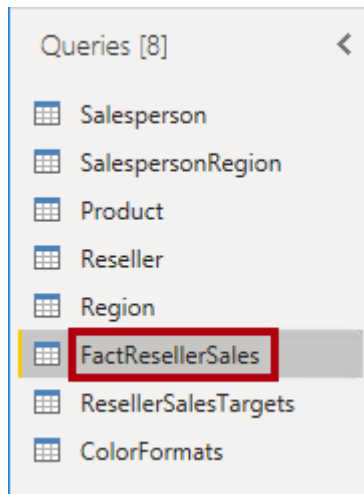 Queries [8]
Salesperson
SalespersonRegion
Product
Reseller
Region
FactResellerSales
ResellerSalesTargets
ColorFormats